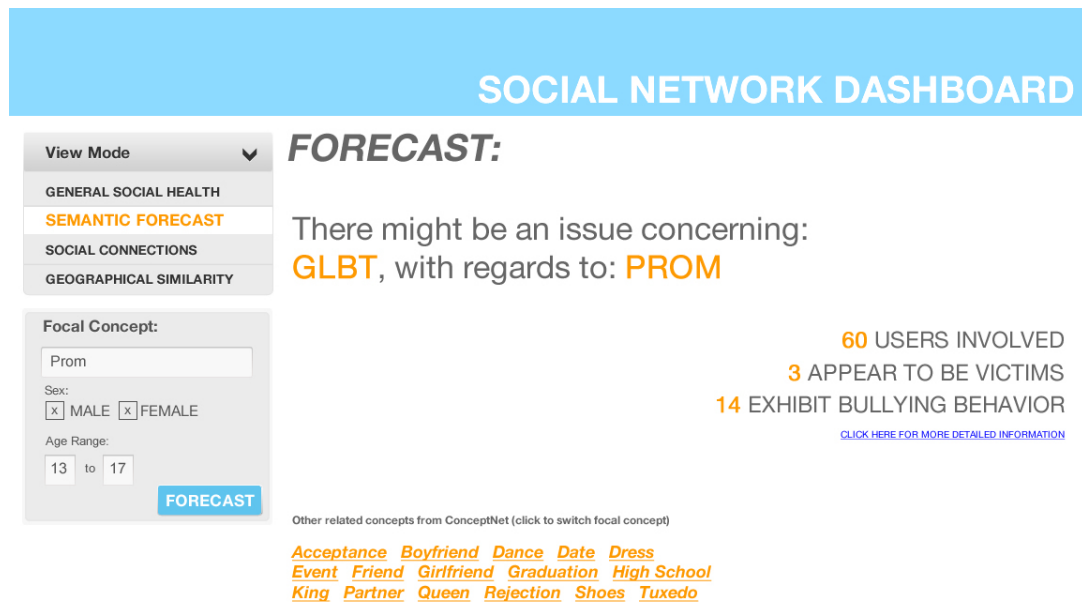 SOCIAL NETWORK DASHBOARD
View Mode
GENERAL SOCIAL HEALTH
SEMANTIC FORECAST
SOCIAL CONNECTIONS
GEOGRAPHICAL SIMILARITY
Focal Concept:
Prom
Sex:
x MALE x FEMALE
Age Range:
13 to 17
FORECAST
FORECAST:
There might be an issue concerning:
GLBT, with regards to: PROM
60 USERS INVOLVED
3 APPEAR TO BE VICTIMS
14 EXHIBIT BULLYING BEHAVIOR
CLICK HERE FOR MORE DETAILED INFORMATION
Other related concepts from ConceptNet (click to switch focal concept)
Acceptance Boyfriend Dance Date Dress
Event Friend Girlfriend Graduation High School
King Partner Queen Rejection Shoes Tuxedo